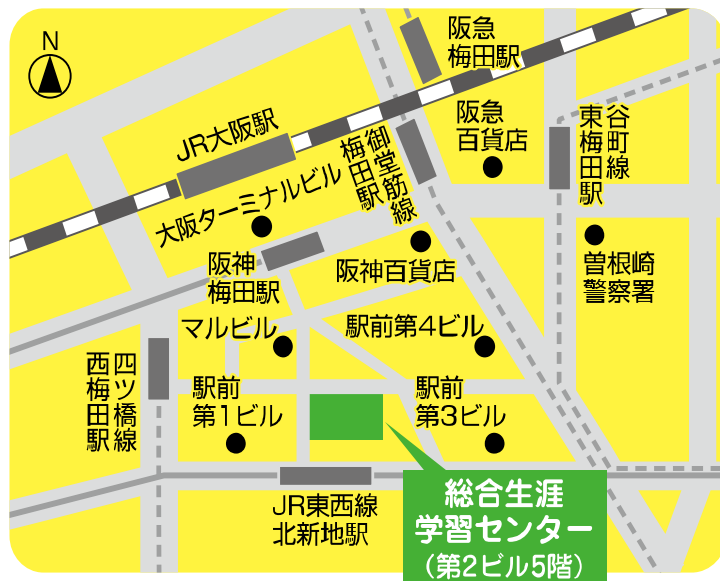 N
阪急
梅田駅
JR大阪駅
阪急
百貨店
御堂筋線
梅田駅
谷町線
東梅田駅
大阪ターミナルビル
阪神
梅田駅
阪神百貨店
曽根崎
警察署
マルビル
駅前第4ビル
四ツ橋線
西梅田駅
駅前
第1ビル
駅前
第3ビル
JR東西線
北新地駅
総合生涯
学習センター
（第2ビル5階）